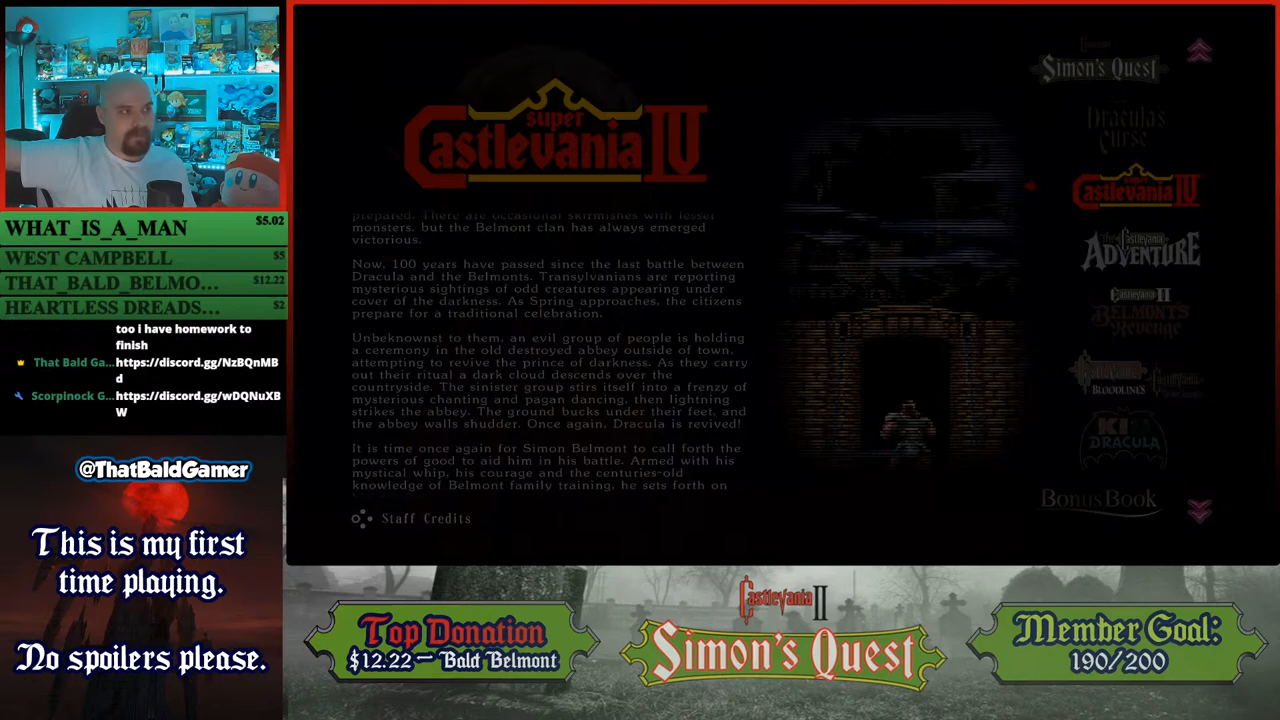 WHAT_IS_A_MAN $5.02
WEST CAMPBELL $5
THAT_BALD_BELMO... $12.22
HEARTLESS DREADS... $2
too i have homework to
finish
That Bald Ga... https://discord.gg/NzBQnMB
d
Scorpinock G... https://discord.gg/wDQNuXB
W
@ThatBaldGamer
This is my first
time playing.
No spoilers please.
super
Castlevania IV
prepared. There are occasional skirmishes with lesser
monsters, but the Belmont clan has always emerged
victorious.
Now, 100 years have passed since the last battle between
Dracula and the Belmonts. Transylvanians are reporting
mysterious sightings of odd creatures appearing under
cover of the darkness. As Spring approaches, the citizens
prepare for a traditional celebration.
Unbeknownst to them, an evil group of people is holding
a ceremony in the old destroyed abbey outside of town,
attempting to revive the prince of darkness. As they carry
out their ritual a dark cloud descends over the
countryside. The sinister group stirs itself into a frenzy of
mysterious chanting and pagan dancing, then lightning
strikes the abbey. The ground bucks under their feet, and
the abbey walls shudder. Once again, Dracula is revived!
It is time once again for Simon Belmont to call forth the
powers of good to aid him in his battle. Armed with his
mystical whip, his courage and the centuries-old
knowledge of Belmont family training, he sets forth on
Staff Credits
Simon's Quest
Dracula's
Curse
super
Castlevania IV
the Castlevania
ADVENTURE
Castlevania II
BELMONT'S
Revenge
BLOODLINES
KID
DRACULA
Bonus Book
Top Donation
$12.22 — Bald Belmont
Castlevania II
Simon's Quest
Member Goal:
190/200